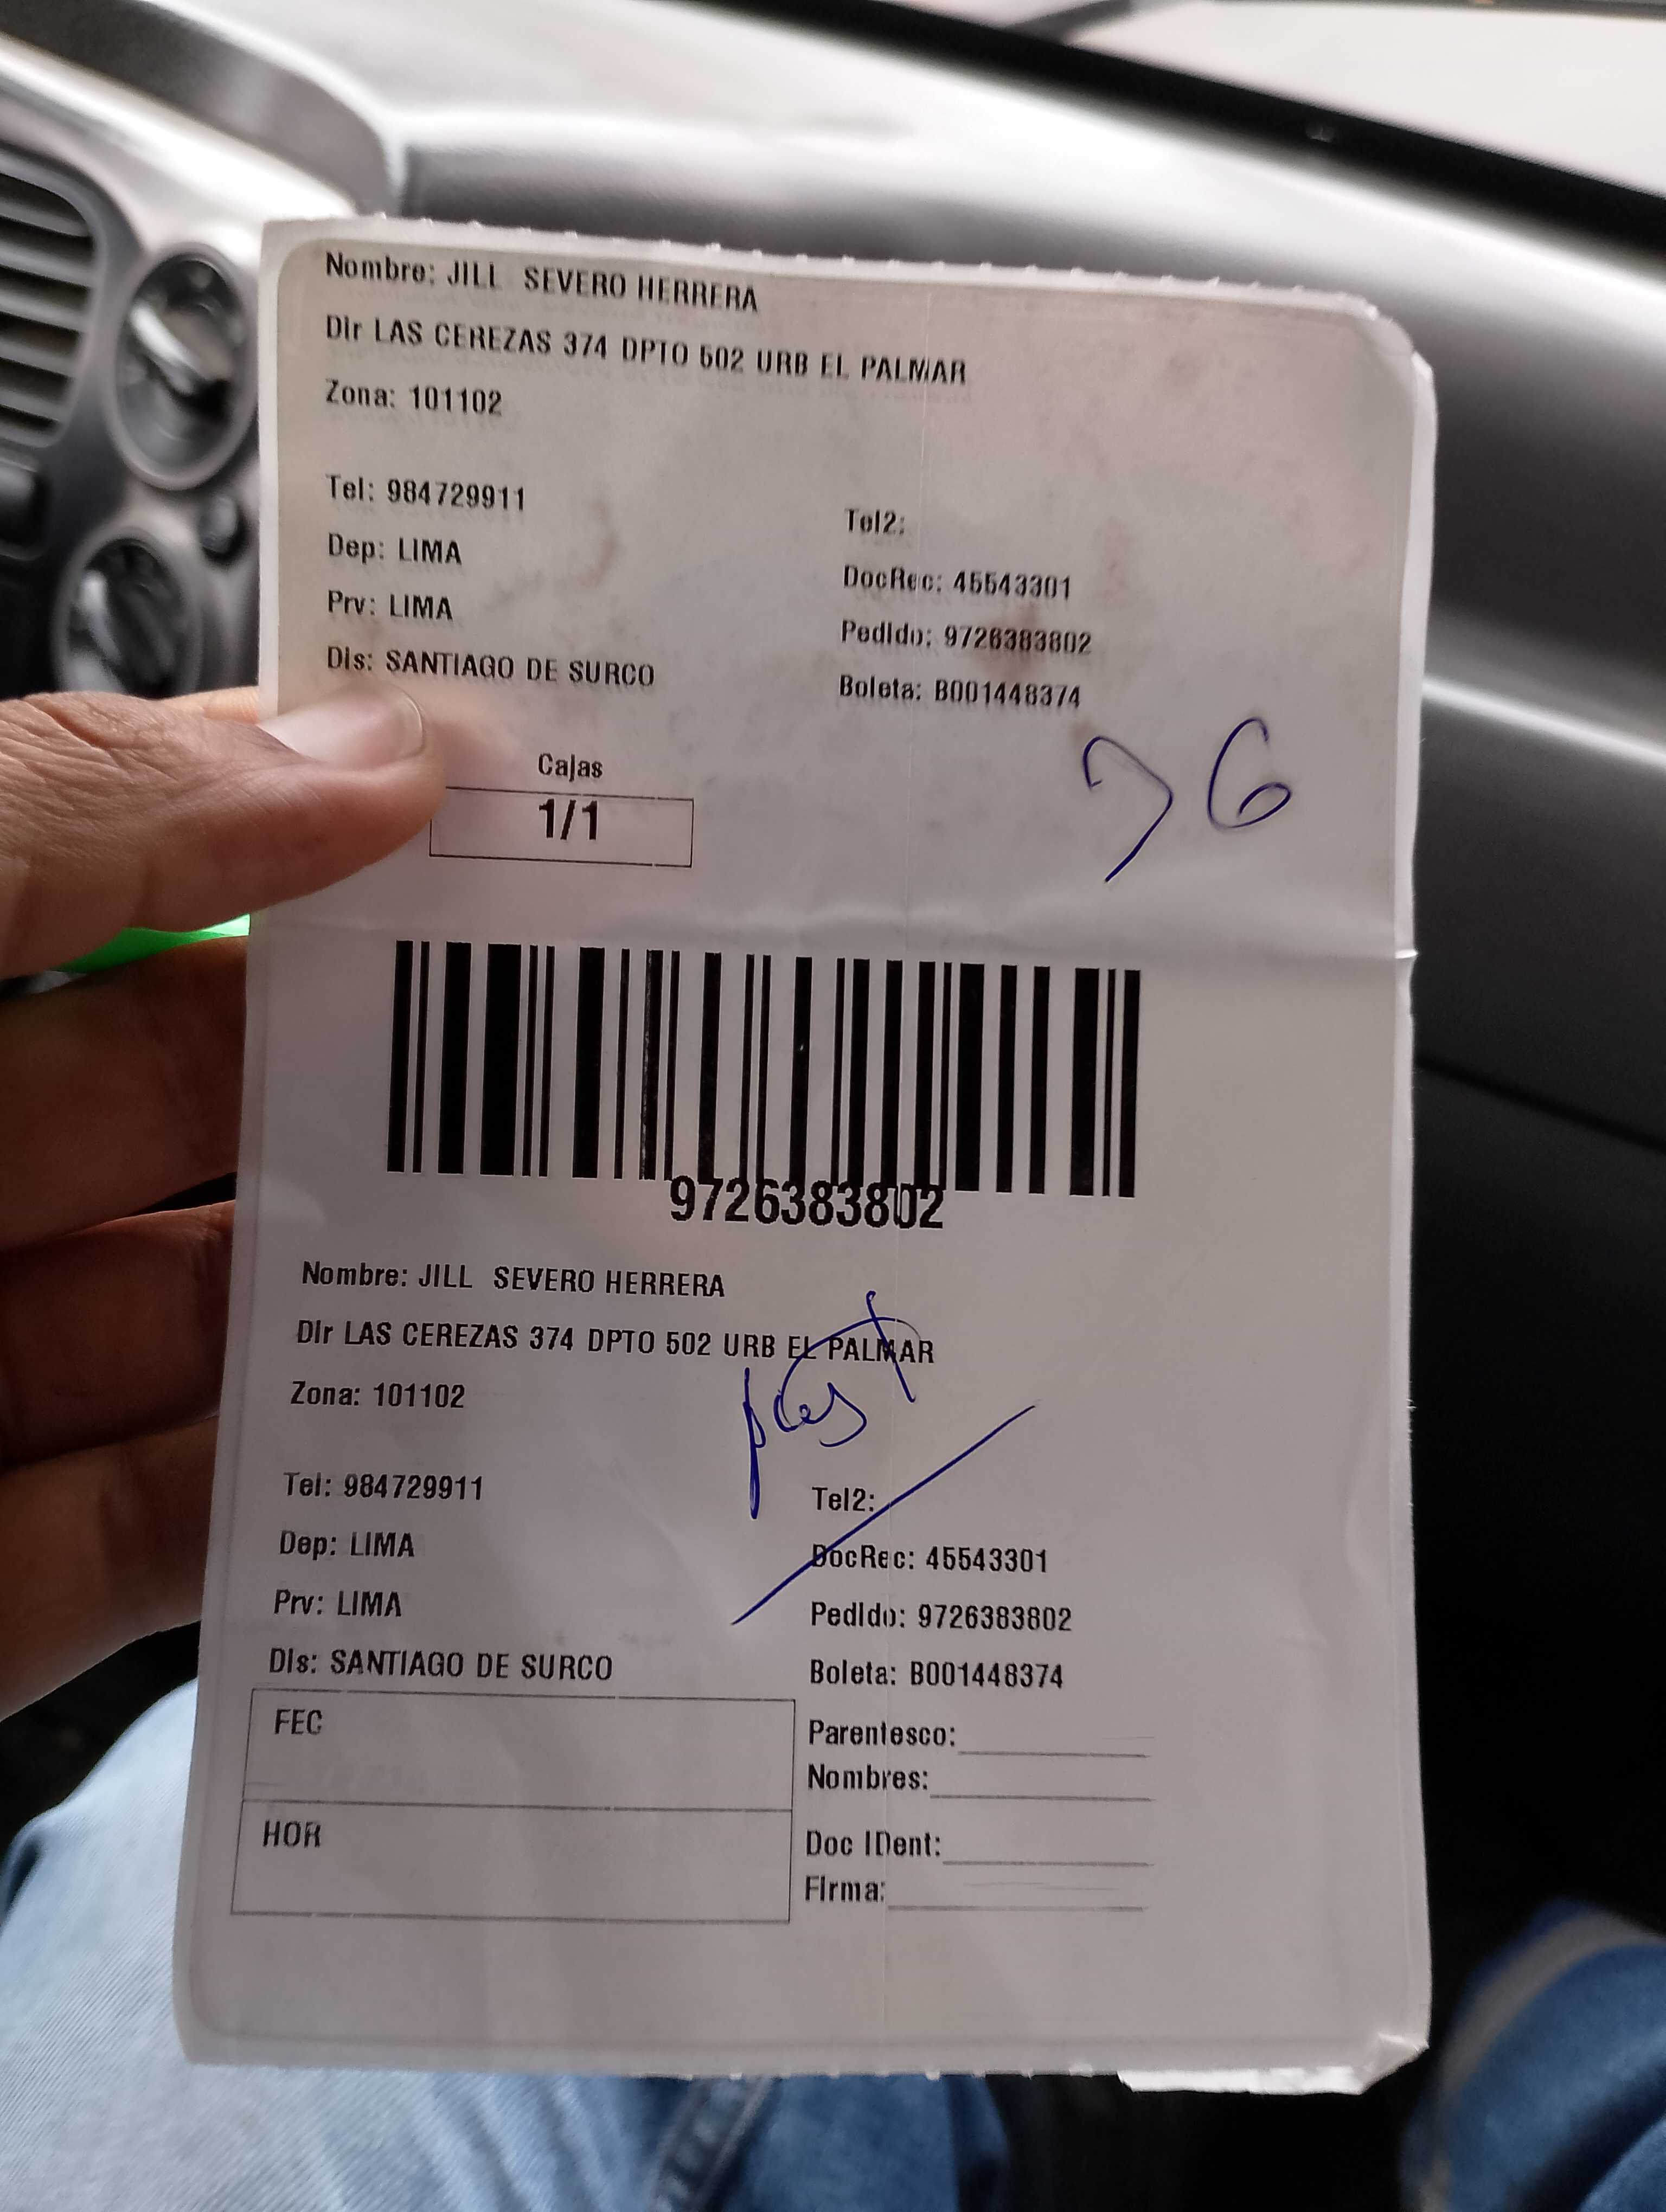 Nombre: JILL SEVERO HERRERA
Dir LAS CEREZAS 374 DPTO 502 URB EL PALMAR
Zona: 101102
Tel: 984729911
Tel2:
Dep: LIMA
DocRec: 45543301
Prv: LIMA
Pedido: 9726383802
Dis: SANTIAGO DE SURCO
Boleta: B001448374
76
Cajas
1/1
9726383802
Nombre: JILL SEVERO HERRERA
Dir LAS CEREZAS 374 DPTO 502 URB EL PALMAR
Zona: 101102
Tel: 984729911
Tel2:
Dep: LIMA
DocRec: 45543301
Prv: LIMA
Pedido: 9726383802
Dis: SANTIAGO DE SURCO
Boleta: B001448374
FEC
Parentesco:
Nombres:
HOR
Doc IDent:
Firma: